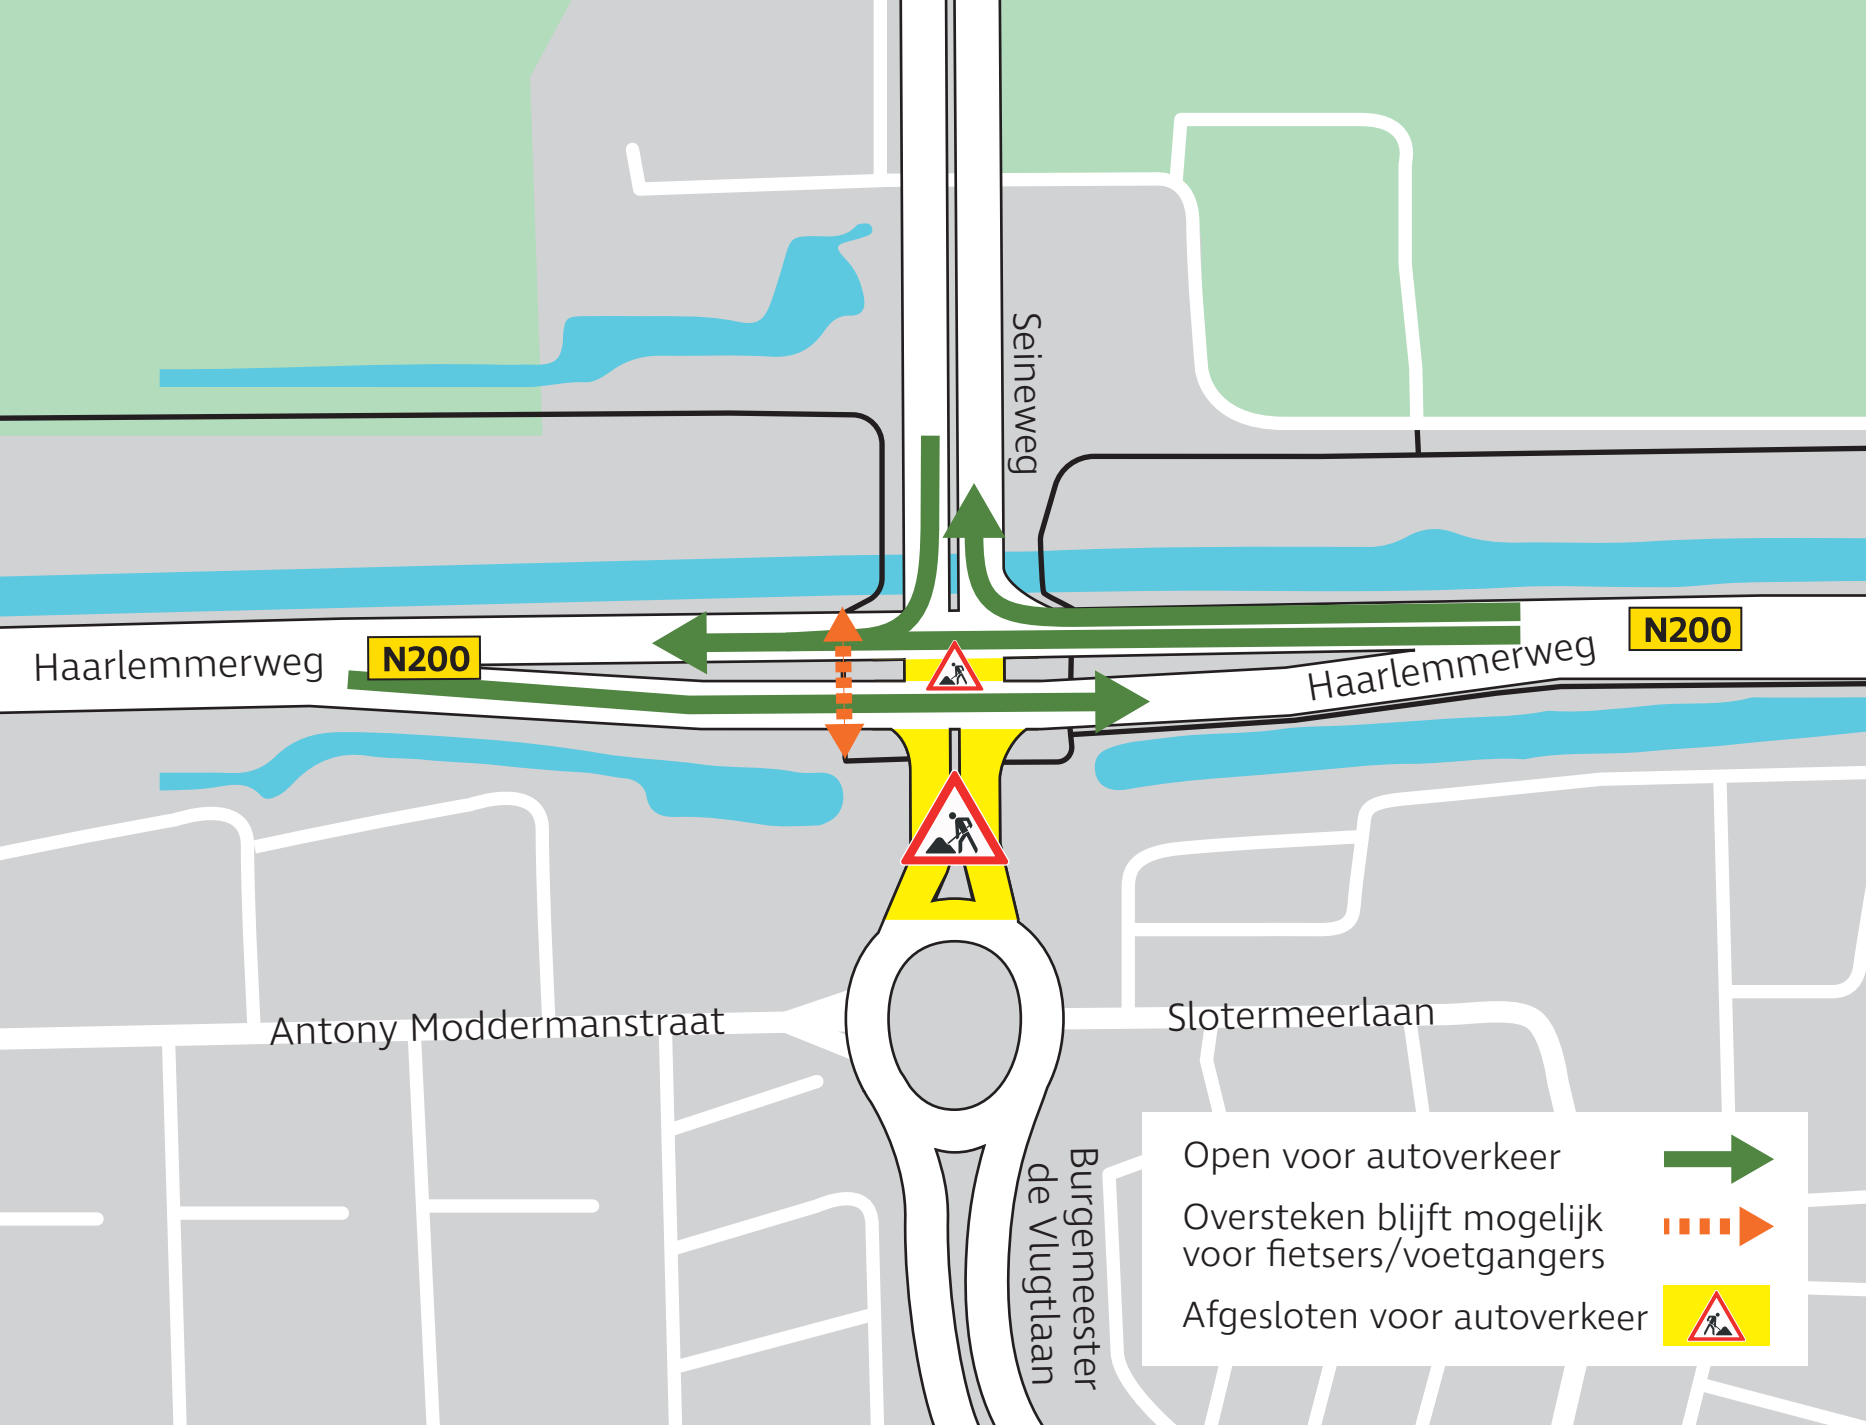 Seineweg
N200
Haarlemmerweg
N200
Haarlemmerweg
Antony Moddermanstraat
Slotermeerlaan
Burgemeester
de Vlugtlaan
Open voor autoverkeer
Oversteken blijft mogelijk
voor fietsers/voetgangers
Afgesloten voor autoverkeer